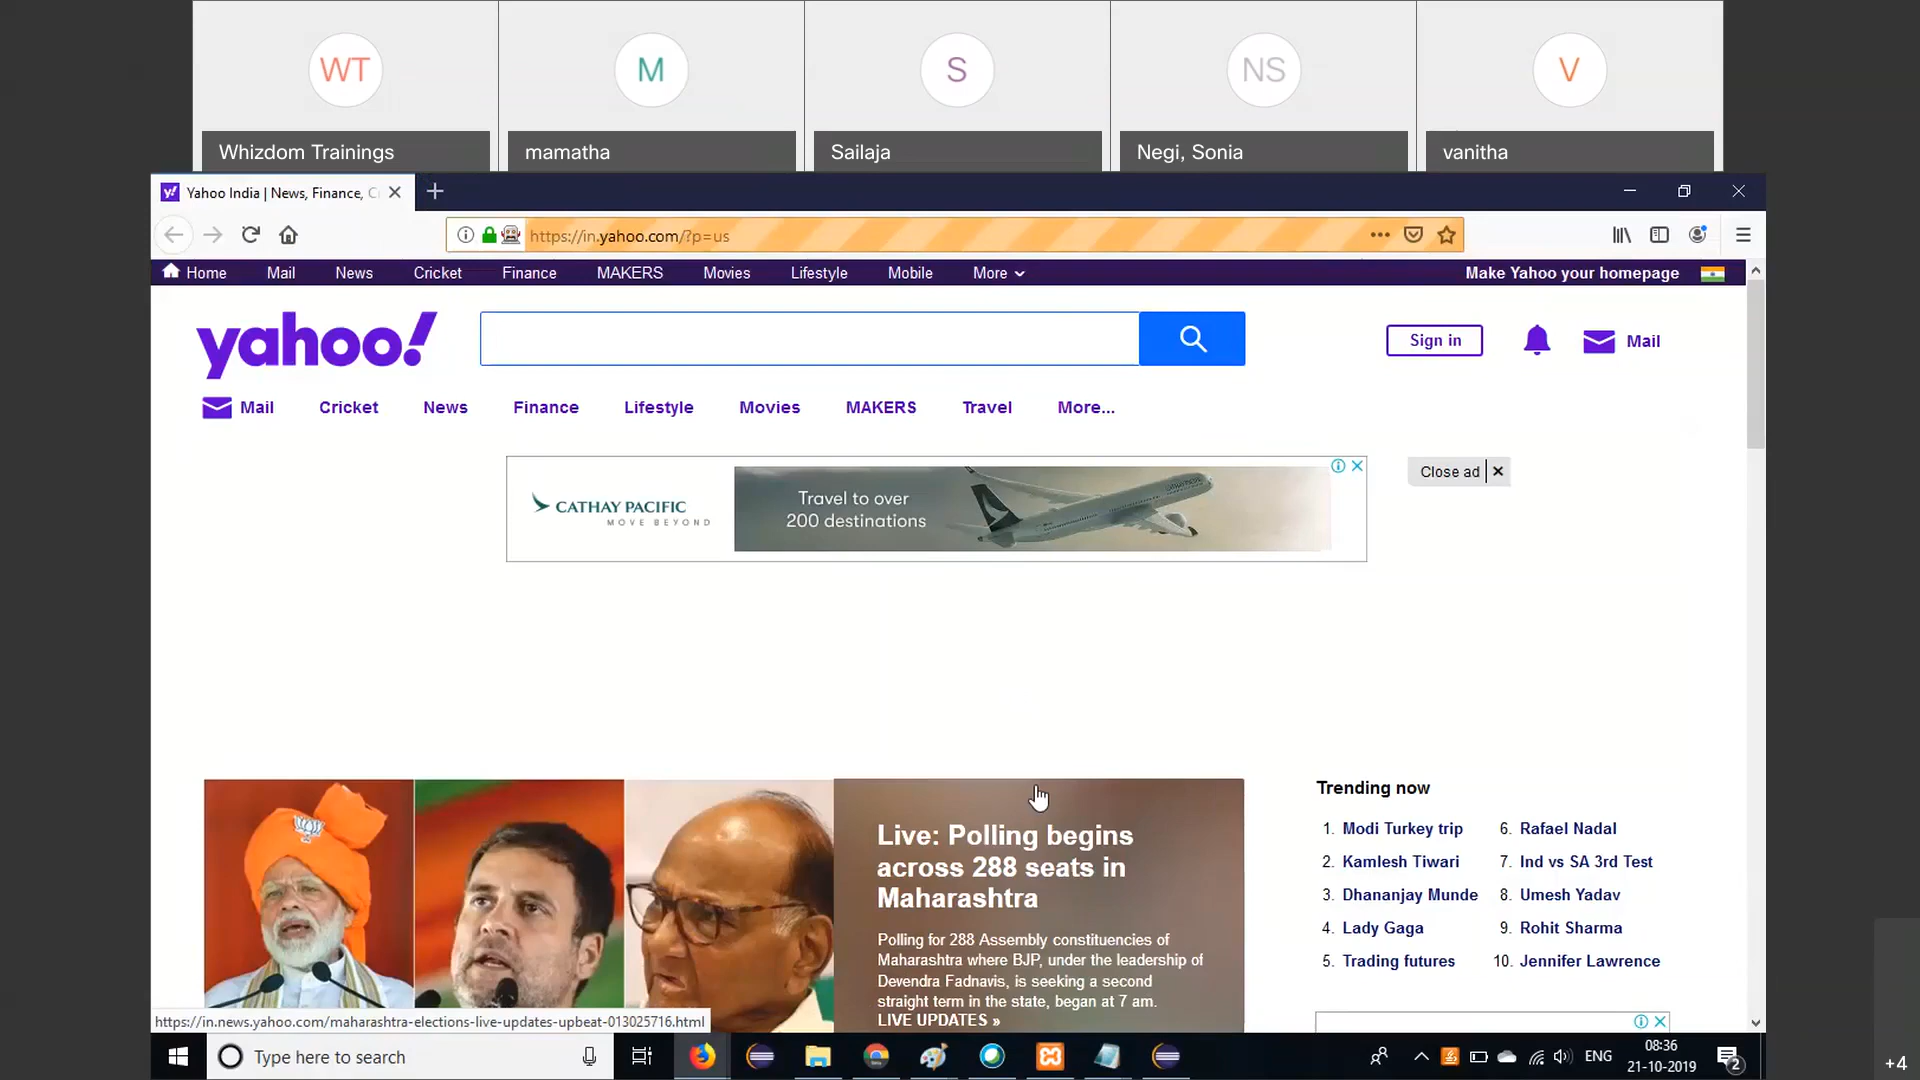 WT
M
S
NS
V
Whizdom Trainings
mamatha
Sailaja
Negi, Sonia
vanitha
Yahoo India | News, Finance, C
https://in.yahoo.com/?p=us
Home Mail News Cricket Finance MAKERS Movies Lifestyle Mobile More
Make Yahoo your homepage
yahoo!
Sign in
Mail
Mail Cricket News Finance Lifestyle Movies MAKERS Travel More...
CATHAY PACIFIC
MOVE BEYOND
Travel to over
200 destinations
Close ad
Live: Polling begins
across 288 seats in
Maharashtra
Polling for 288 Assembly constituencies of
Maharashtra where BJP, under the leadership of
Devendra Fadnavis, is seeking a second
straight term in the state, began at 7 am.
LIVE UPDATES »
Trending now
1. Modi Turkey trip
2. Kamlesh Tiwari
3. Dhananjay Munde
4. Lady Gaga
5. Trading futures
6. Rafael Nadal
7. Ind vs SA 3rd Test
8. Umesh Yadav
9. Rohit Sharma
10. Jennifer Lawrence
https://in.news.yahoo.com/maharashtra-elections-live-updates-upbeat-013025716.html
Type here to search
ENG
08:36
21-10-2019
2
+4